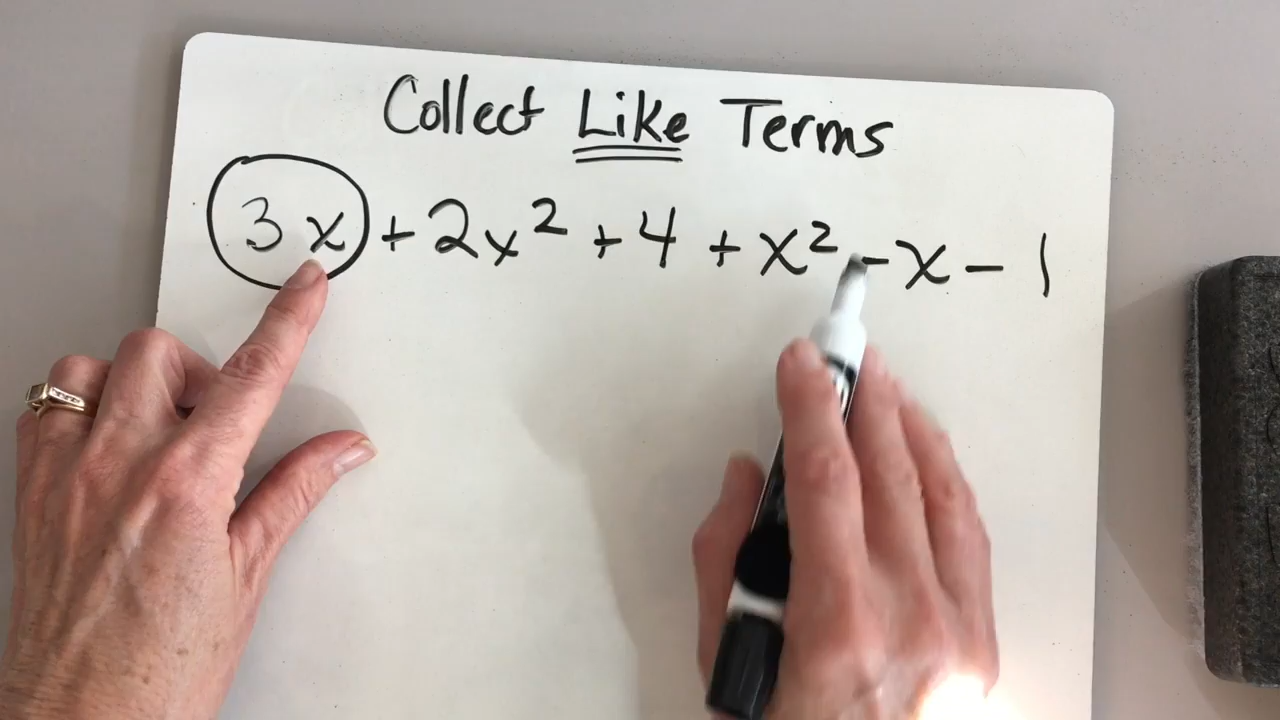 Collect Like Terms
3x + 2x² + 4 + x² - x - 1